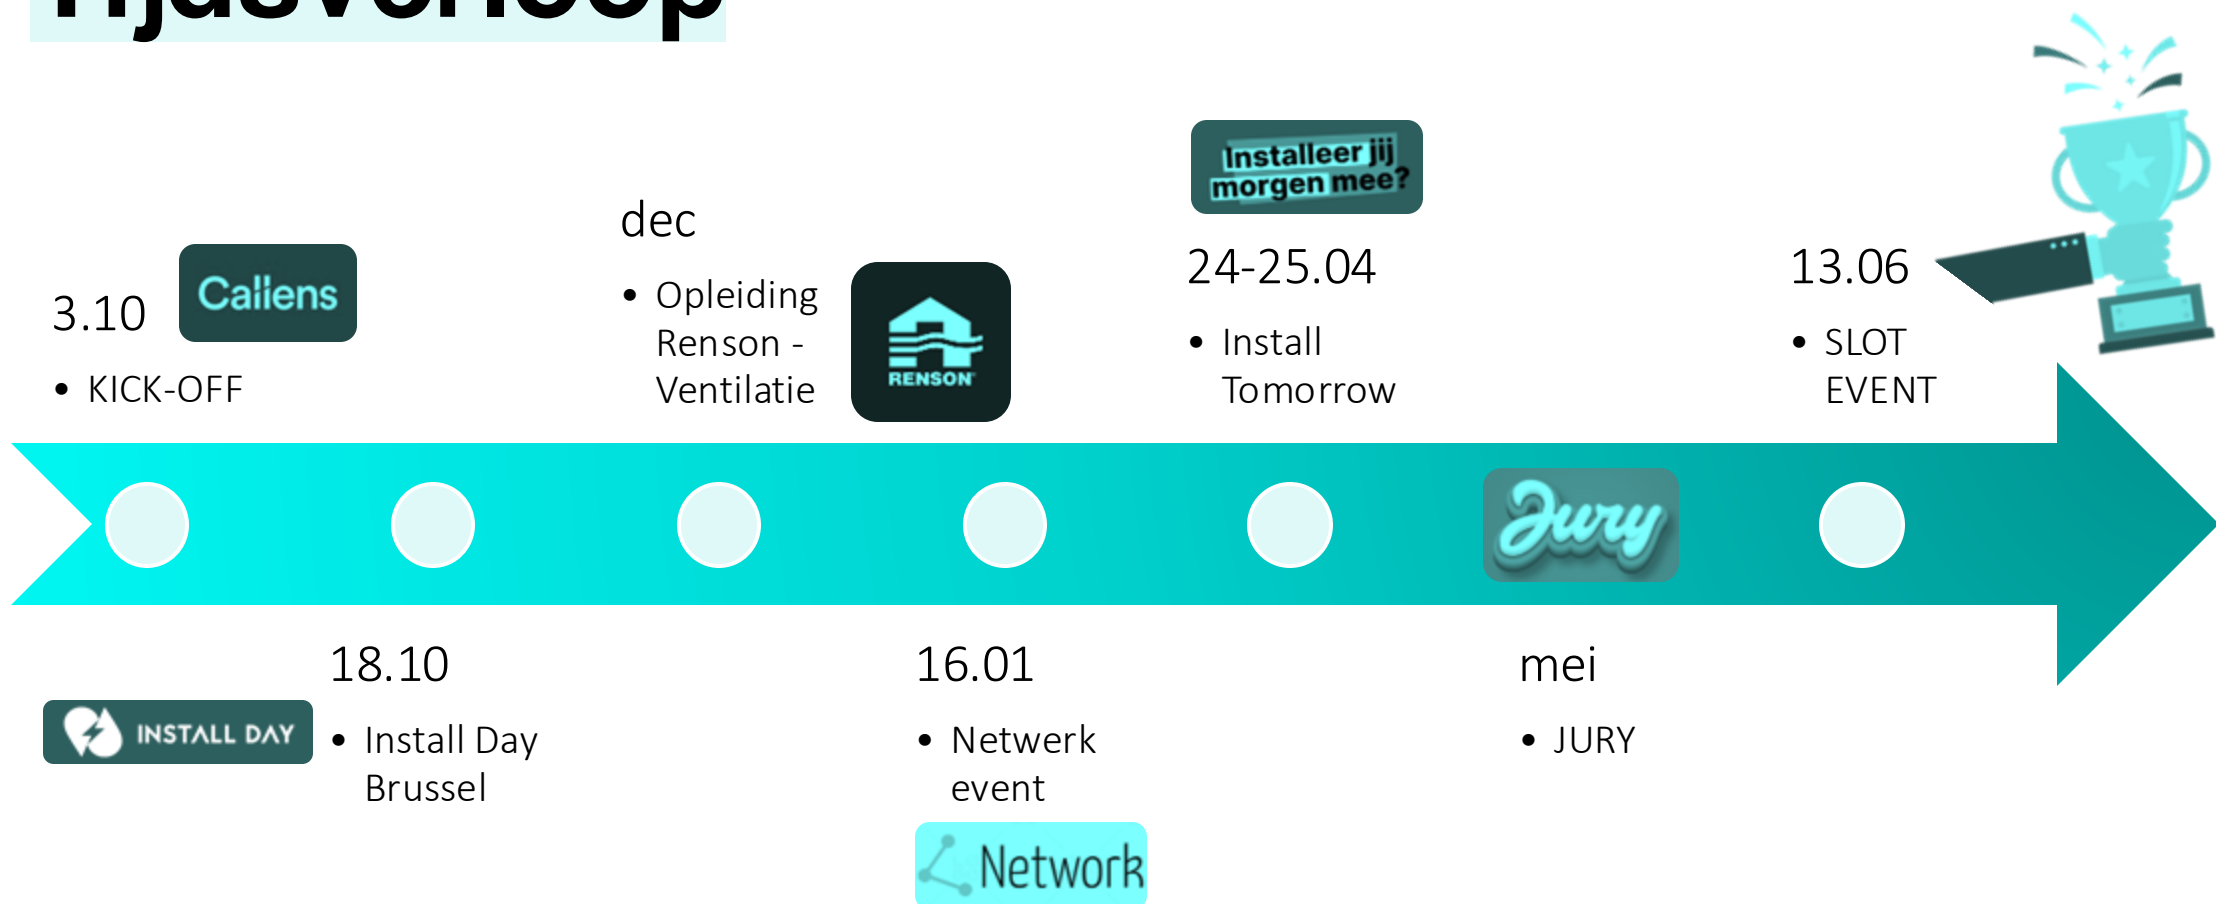 Tijdsverloop
3.10
Callens
• KICK-OFF
INSTALL DAY
18.10
• Install Day
Brussel
dec
• Opleiding
Renson -
Ventilatie
RENSON
16.01
• Netwerk
event
Network
Installeer jij
morgen mee?
24-25.04
• Install
Tomorrow
Jury
mei
• JURY
13.06
• SLOT
EVENT